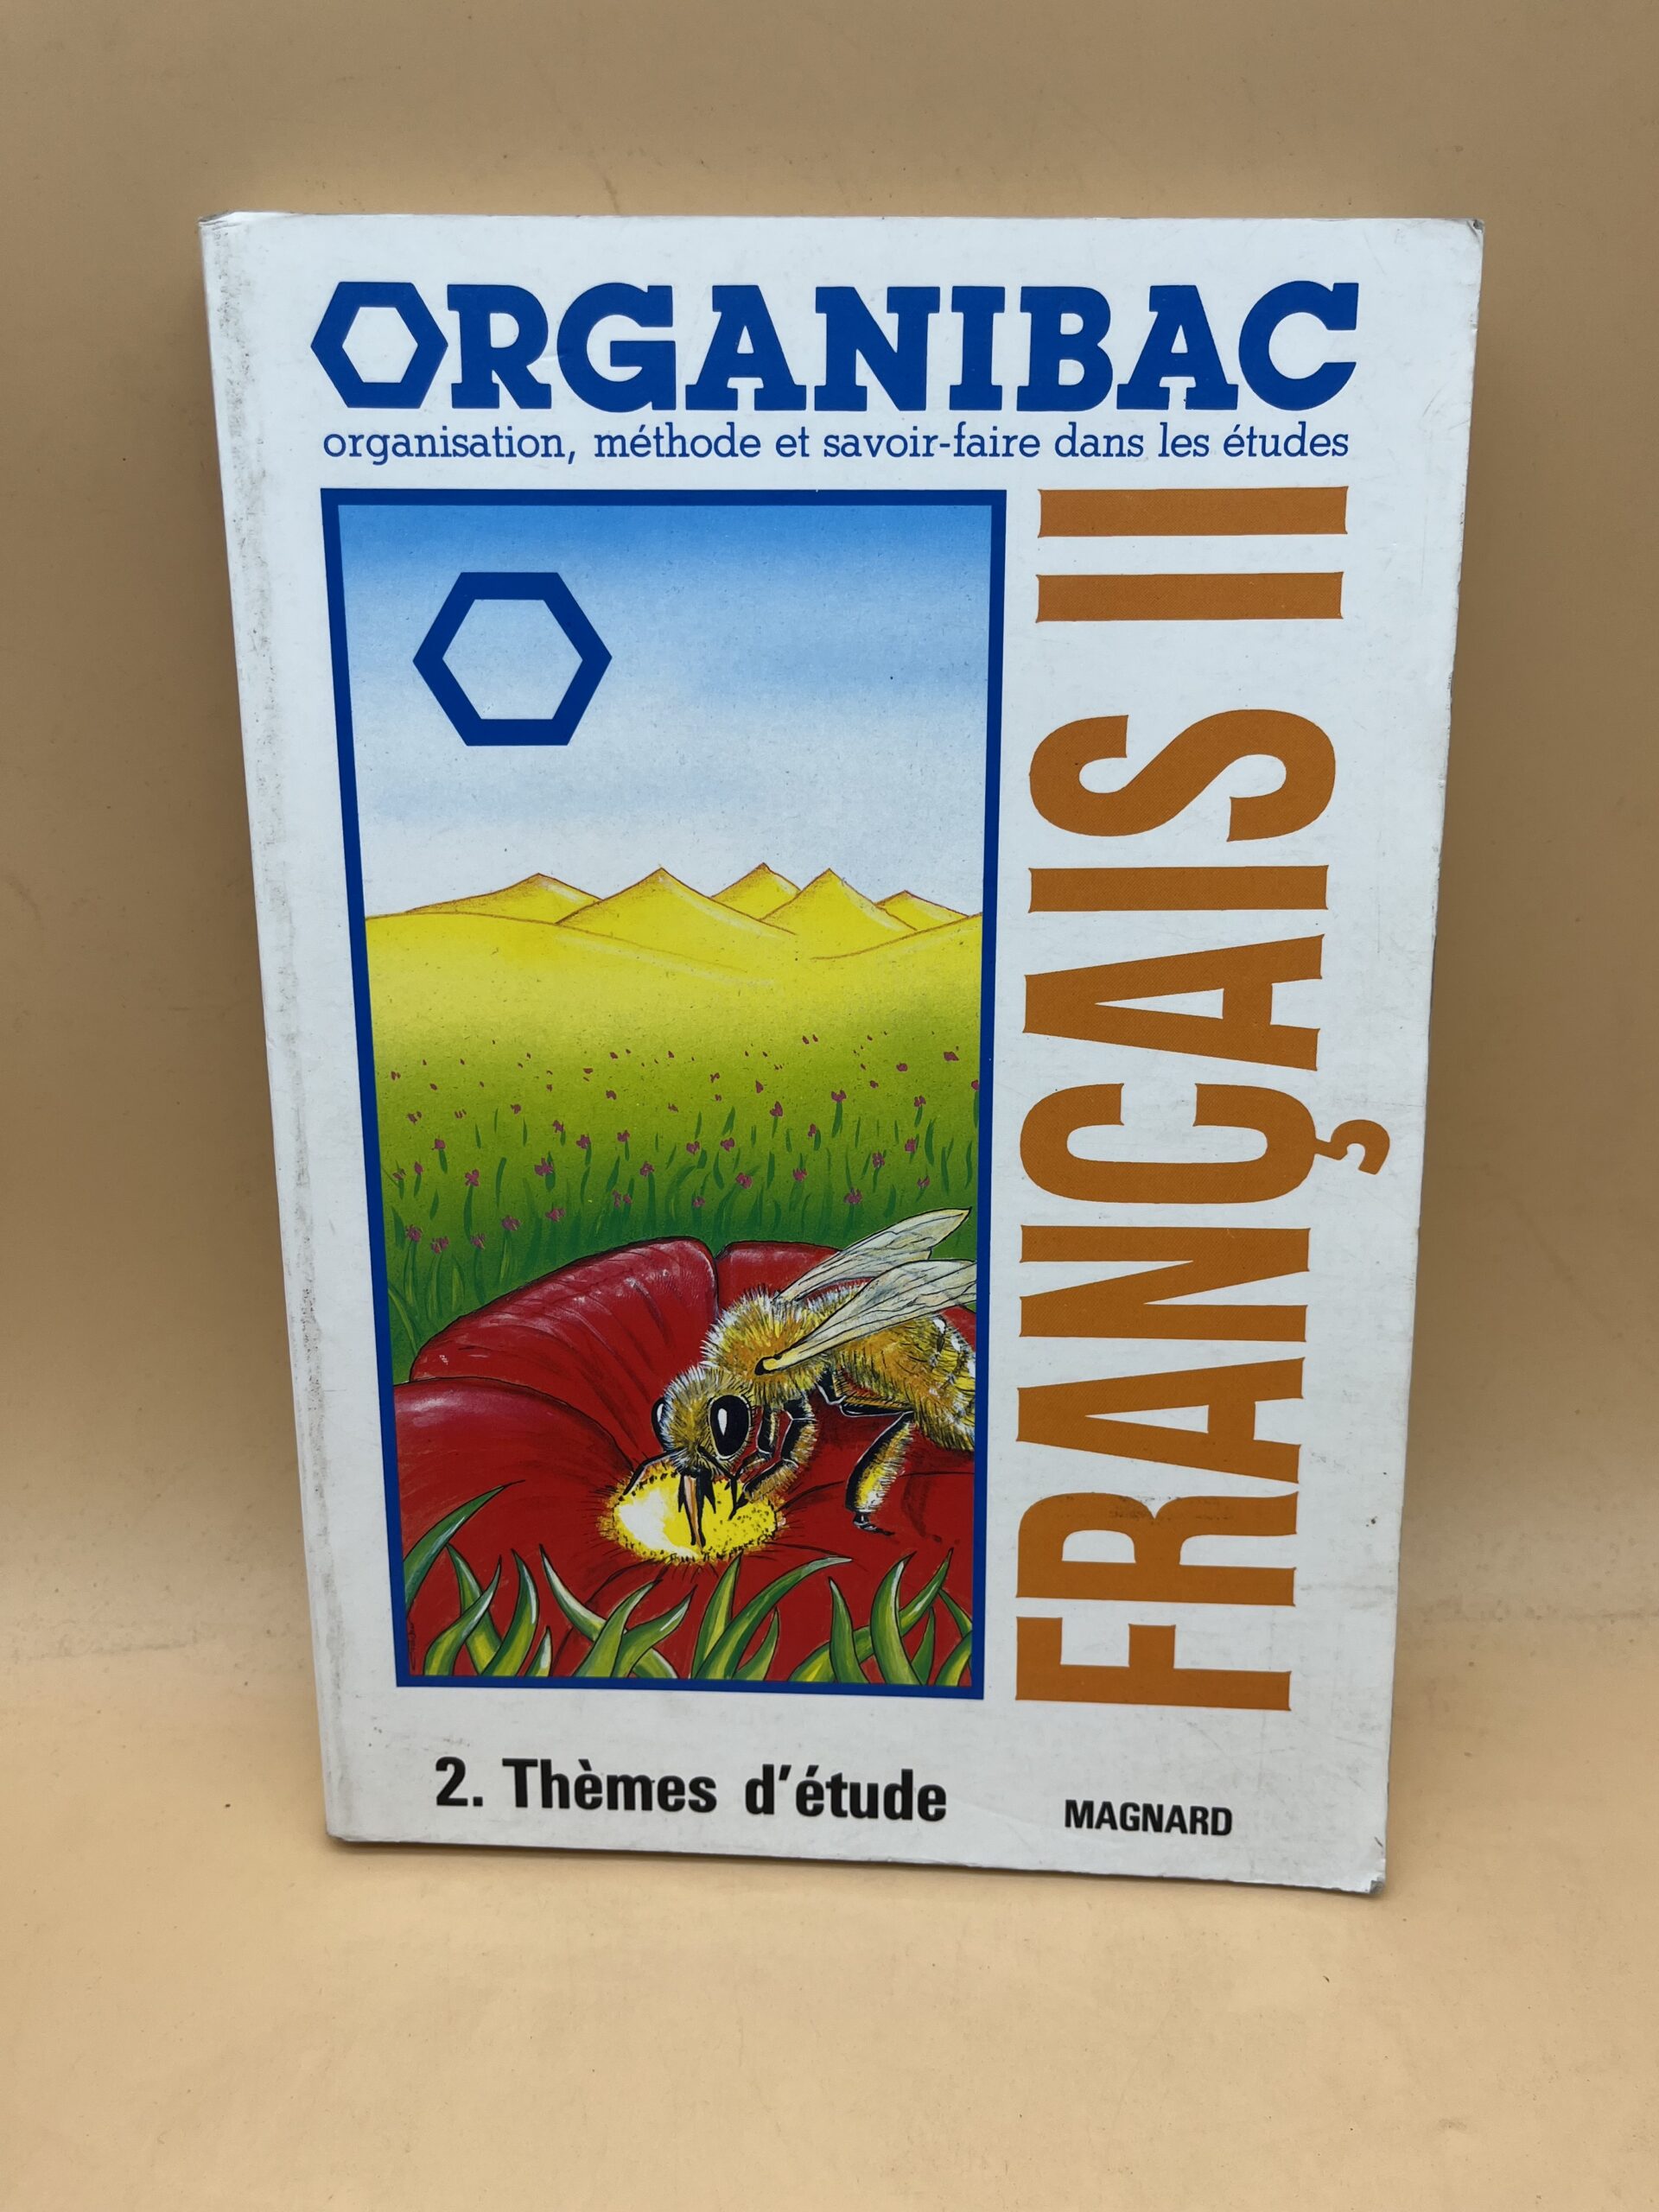 ORGANIBAC
organisation, méthode et savoir-faire dans les études
FRANÇAIS II
2. Thèmes d'étude
MAGNARD